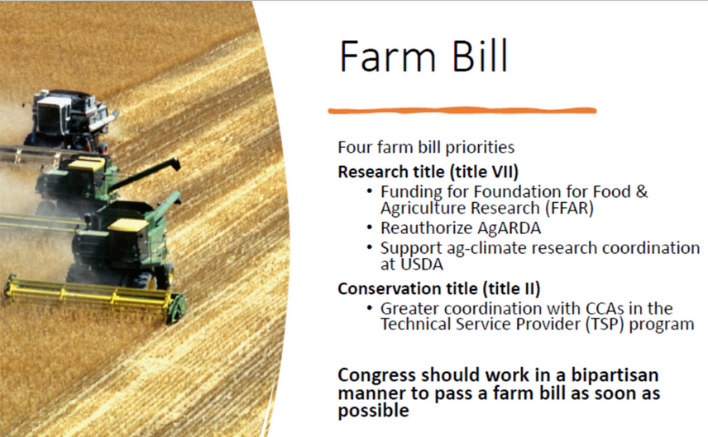 Farm Bill
Four farm bill priorities
Research title (title VII)
• Funding for Foundation for Food &
Agriculture Research (FFAR)
• Reauthorize AgARDA
• Support ag-climate research coordination
at USDA
Conservation title (title II)
• Greater coordination with CCAs in the
Technical Service Provider (TSP) program
Congress should work in a bipartisan
manner to pass a farm bill as soon as
possible